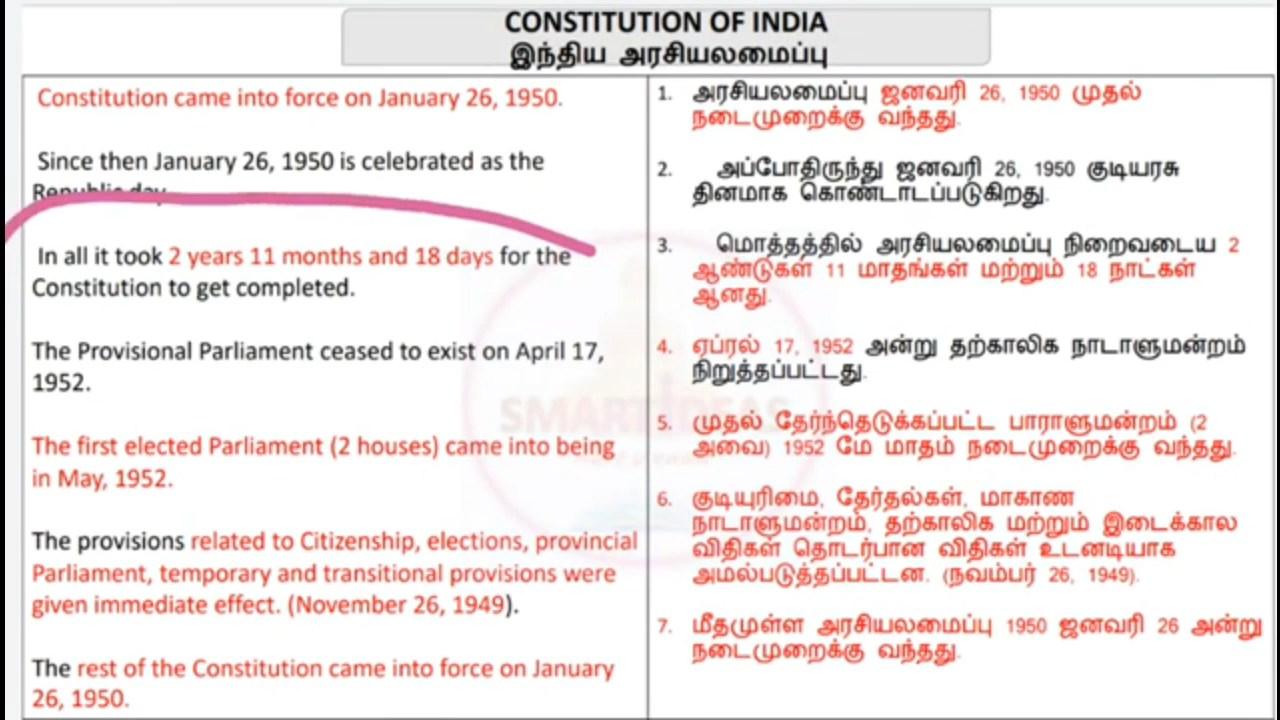 CONSTITUTION OF INDIA
இந்திய அரசியலமைப்பு
Constitution came into force on January 26, 1950.
Since then January 26, 1950 is celebrated as the
Republic day
In all it took 2 years 11 months and 18 days for the
Constitution to get completed.
The Provisional Parliament ceased to exist on April 17,
1952.
The first elected Parliament (2 houses) came into being
in May, 1952.
The provisions related to Citizenship, elections, provincial
Parliament, temporary and transitional provisions were
given immediate effect. (November 26, 1949).
The rest of the Constitution came into force on January
26, 1950.
1. அரசியலமைப்பு ஜனவரி 26, 1950 முதல்
நடைமுறைக்கு வந்தது.
2. அப்போதிருந்து ஜனவரி 26, 1950 குடியரசு
தினமாக கொண்டாடப்படுகிறது.
3. மொத்தத்தில் அரசியலமைப்பு நிறைவடைய 2
ஆண்டுகள் 11 மாதங்கள் மற்றும் 18 நாட்கள்
ஆனது.
4. ஏப்ரல் 17, 1952 அன்று தற்காலிக நாடாளுமன்றம்
நிறுத்தப்பட்டது.
5. முதல் தேர்ந்தெடுக்கப்பட்ட பாராளுமன்றம் (2
அவை) 1952 மே மாதம் நடைமுறைக்கு வந்தது.
6. குடியுரிமை, தேர்தல்கள், மாகாண
நாடாளுமன்றம், தற்காலிக மற்றும் இடைக்கால
விதிகள் தொடர்பான விதிகள் உடனடியாக
அமல்படுத்தப்பட்டன. (நவம்பர் 26, 1949).
7. மீதமுள்ள அரசியலமைப்பு 1950 ஜனவரி 26 அன்று
நடைமுறைக்கு வந்தது.
SMART IDEAS